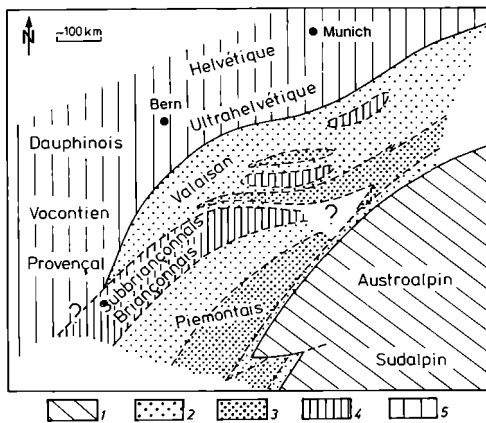 N
~100 km
Munich
Helvétique
Bern
Ultrahelvétique
Dauphinois
Valaisan
Vocontien
?
Provençal
Subbriançonnais
Briançonnais
?
Piemontais
Austroalpin
Sudalpin
1 2 3 4 5